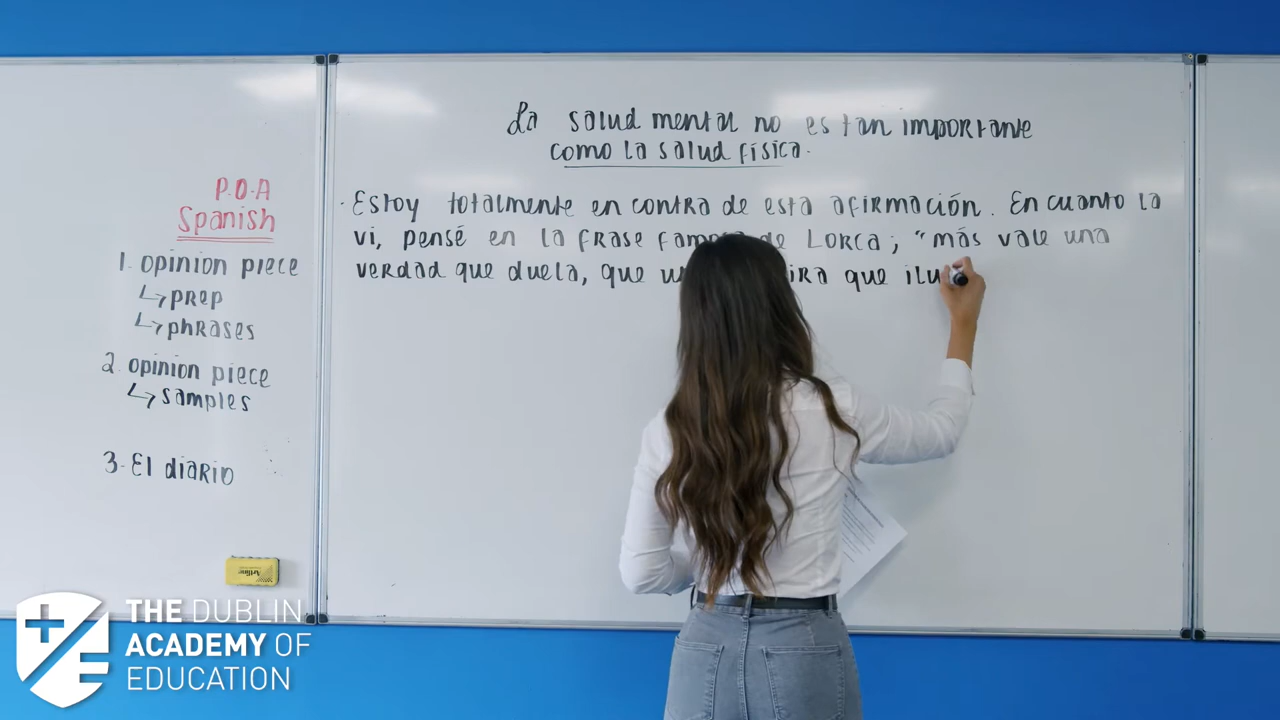 P.O.A
Spanish
1. opinion piece
↳ prep
↳ phrases
2. opinion piece
↳ samples
3. El diario
La salud mental no es tan importante
como la salud física.
· Estoy totalmente en contra de esta afirmación. En cuanto la
vi, pensé en la frase de Lorca; "más vale una
verdad que duela, que que
Artline
THE DUBLIN
ACADEMY OF
EDUCATION